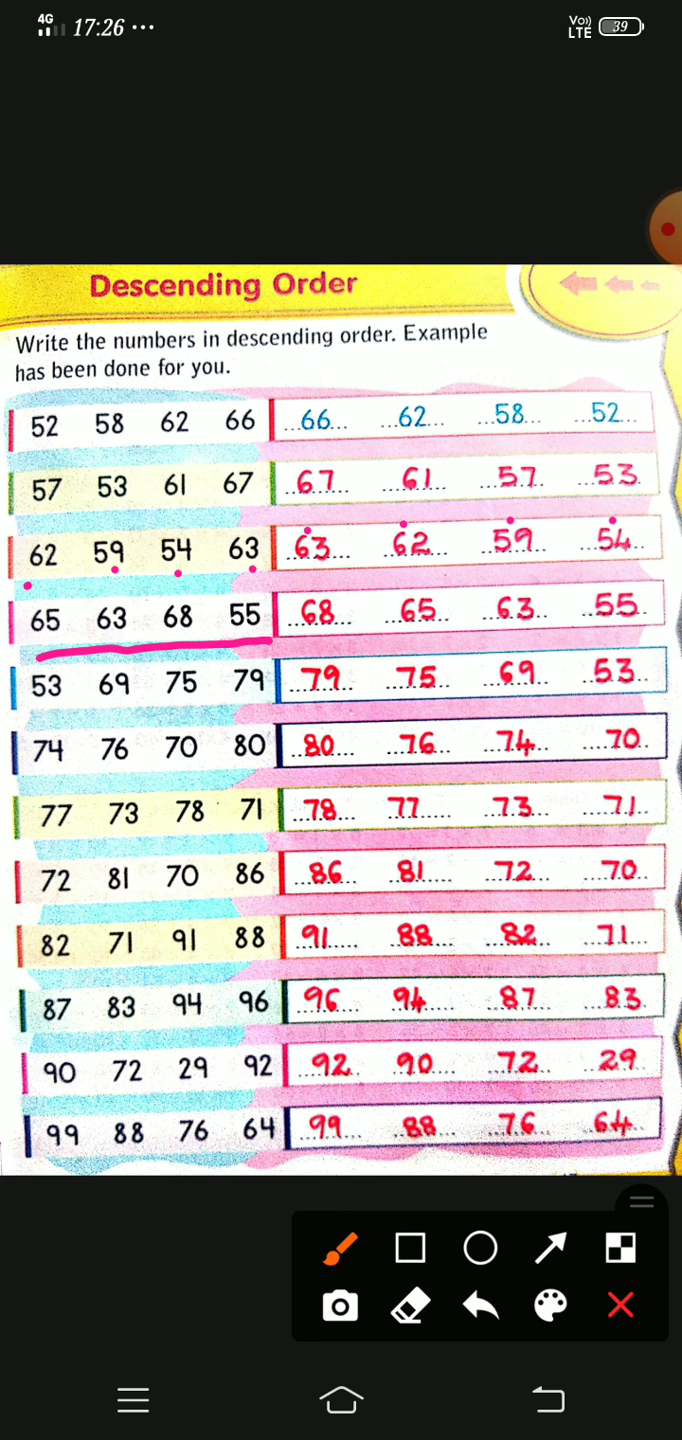 4G 17:26 ... Vo)) LTE 39
Descending Order
Write the numbers in descending order. Example
has been done for you.
52 58 62 66 66 62 58 52
57 53 61 67 67 61 57 53
62 59 54 63 63 62 59 54
65 63 68 55 68 65 63 55
53 69 75 79 79 75 69 53
74 76 70 80 80 76 74 70
77 73 78 71 78 77 73 71
72 81 70 86 86 81 72 70
82 71 91 88 91 88 82 71
87 83 94 96 96 94 87 83
90 72 29 92 92 90 72 29
99 88 76 64 99 88 76 64